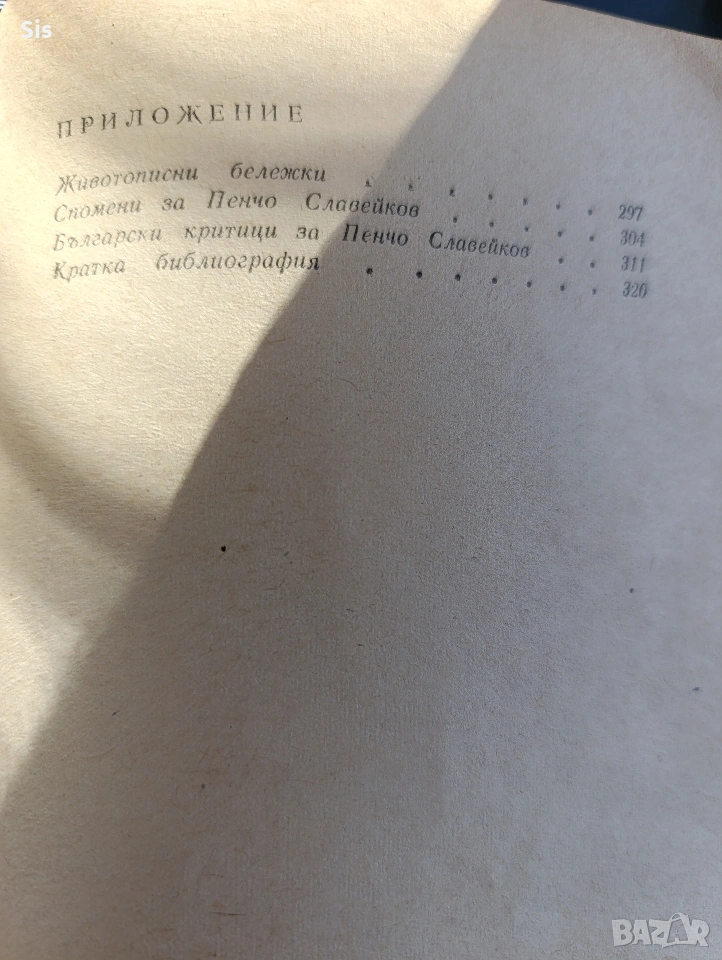 Sis
ПРИЛОЖЕНИЕ
Животописни бележки . . . . . . . 297
Спомени за Пенчо Славейков . . . . 304
Български критици за Пенчо Славейков . . 311
Кратка библиография . . . . . . . 320
BAZAR